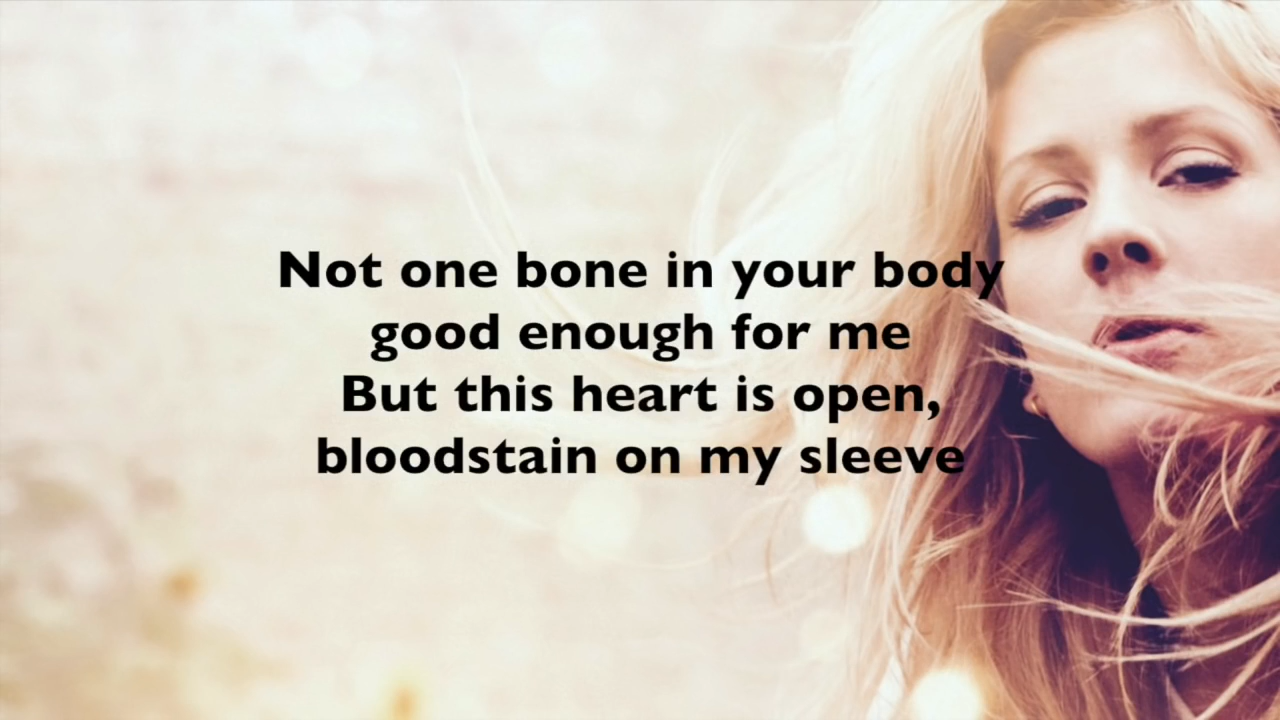 Not one bone in your body
good enough for me
But this heart is open,
bloodstain on my sleeve